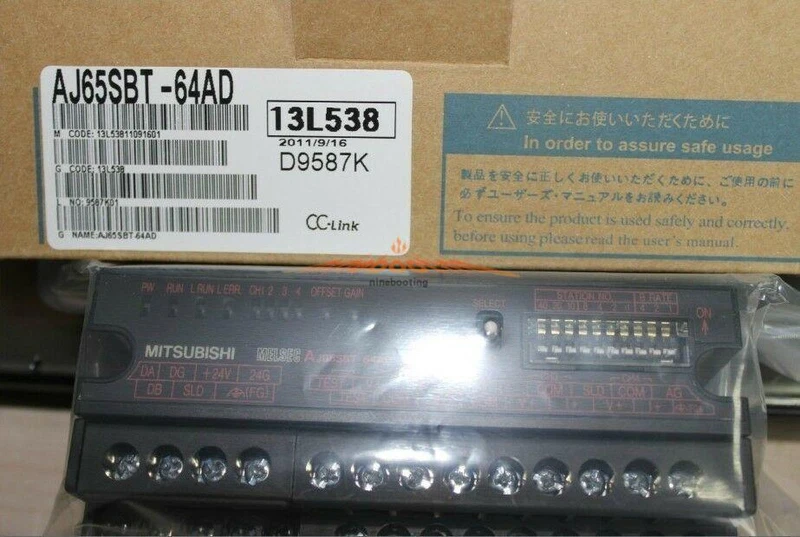 AJ65SBT-64AD
M CODE: 13L53811091601
G CODE: 13L538
L NO: 9587K01
G NAME: AJ65SBT-64AD
13L538
2011/9/16
D9587K
CC-Link
安全にお使いいただくために
In order to assure safe usage
製品を安全に正しくお使いいただくために、ご使用の前に
必ずユーザーズ・マニュアルをお読みください。
To ensure the product is used safely and correctly,
before using please read the user's manual.
ninebooting
PW RUN L RUN L ERR. CH1 2 3 4 OFFSET GAIN
SELECT
STATION NO. B RATE
ON
MITSUBISHI MELSEC
DA DG +24V 24G
DB SLD (FG)
COM SLD COM AG